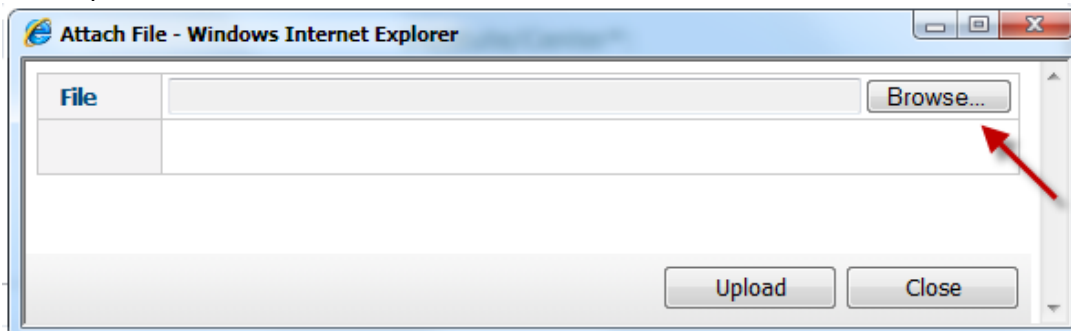 Attach File - Windows Internet Explorer
File
Browse...
Upload
Close